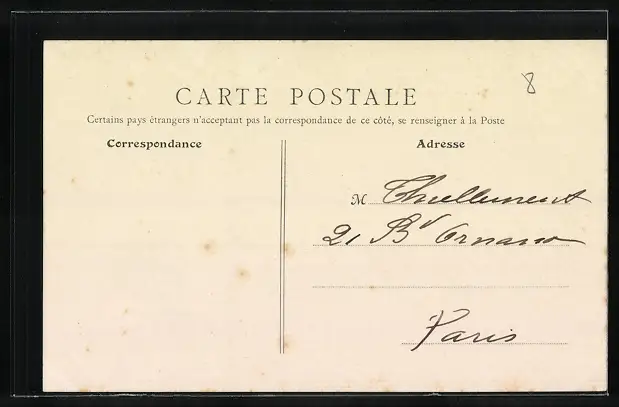 8
CARTE POSTALE
Certains pays étrangers n'acceptant pas la correspondance de ce côté, se renseigner à la Poste
Correspondance
Adresse
M Thuellement
21 Bd Ornano
Paris